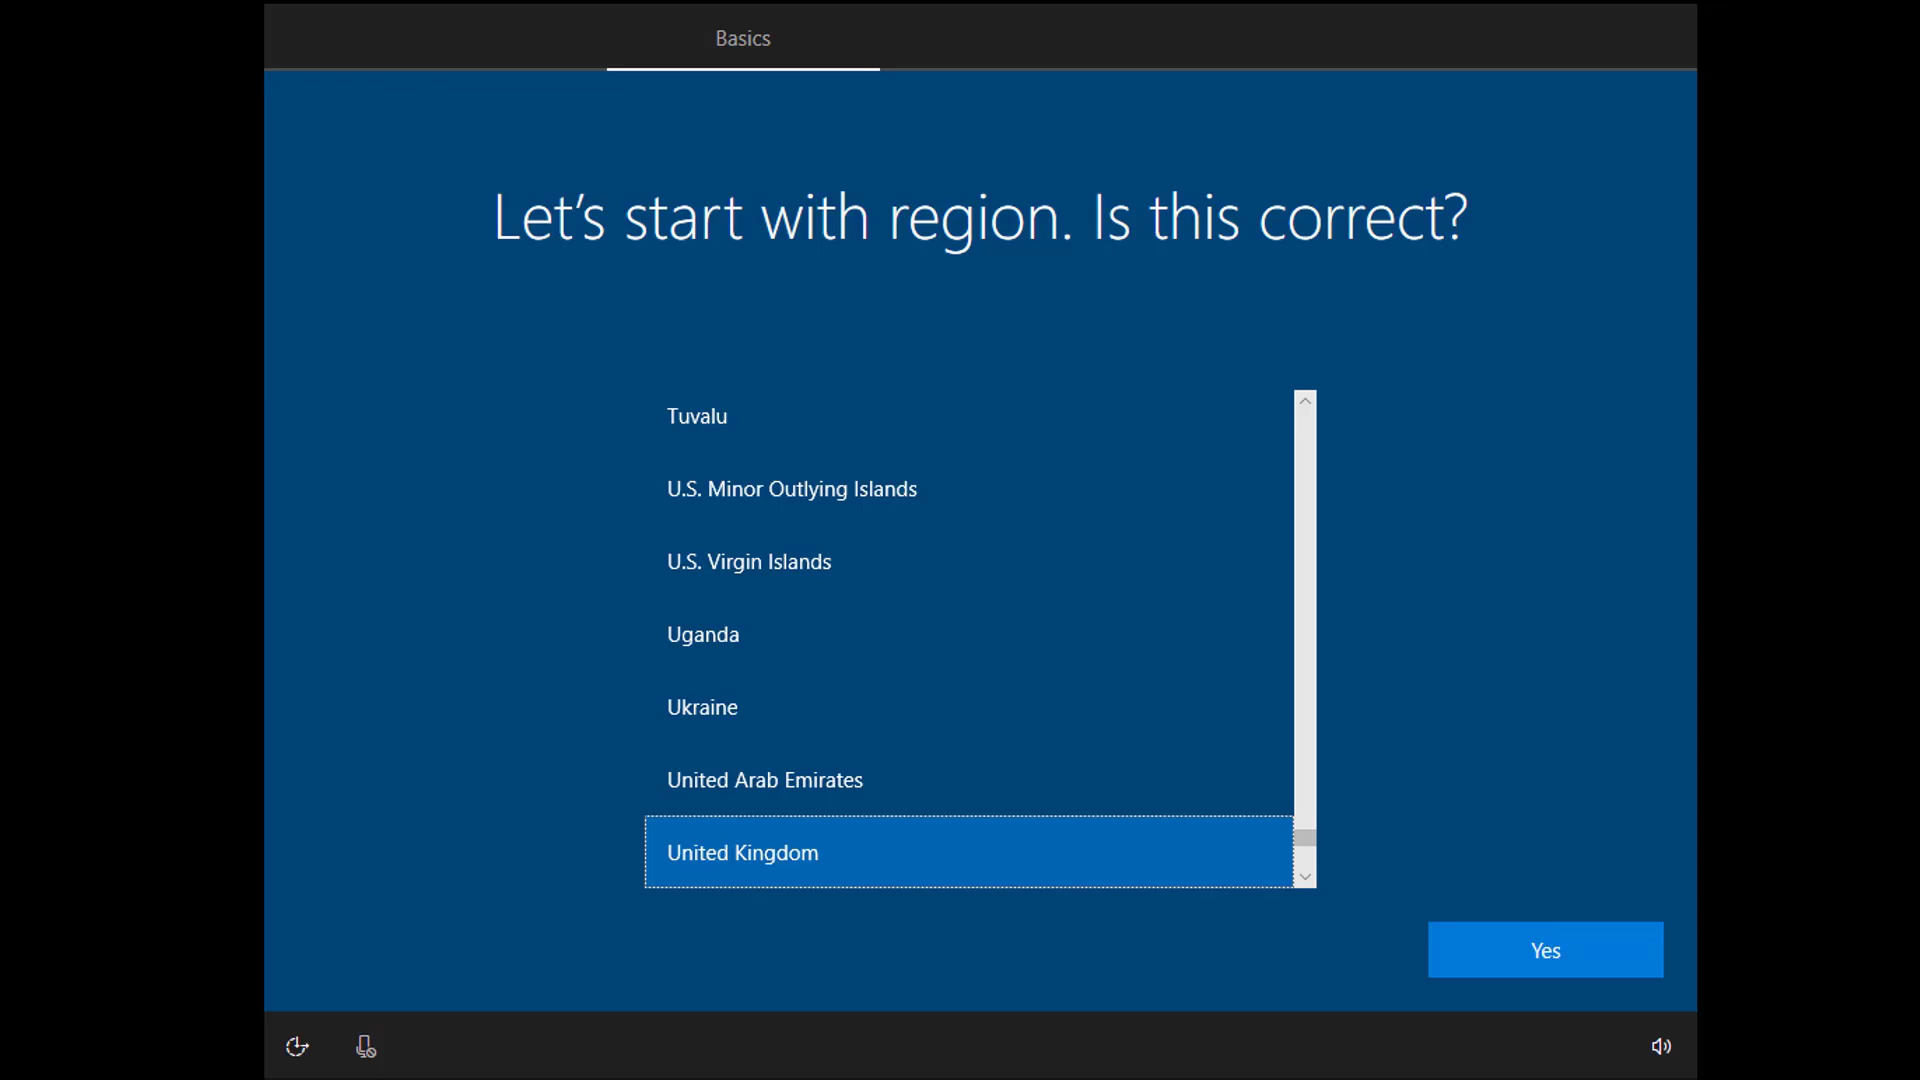 Basics
Let's start with region. Is this correct?
Tuvalu
U.S. Minor Outlying Islands
U.S. Virgin Islands
Uganda
Ukraine
United Arab Emirates
United Kingdom
Yes